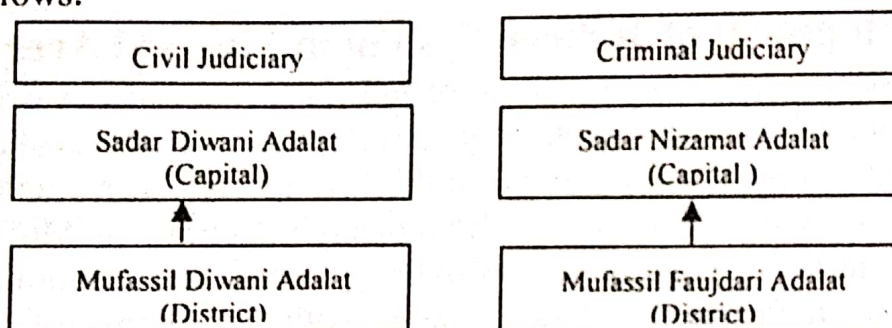 Civil Judiciary
Criminal Judiciary
Sadar Diwani Adalat
(Capital)
Sadar Nizamat Adalat
(Capital )
Mufassil Diwani Adalat
(District)
Mufassil Faujdari Adalat
(District)